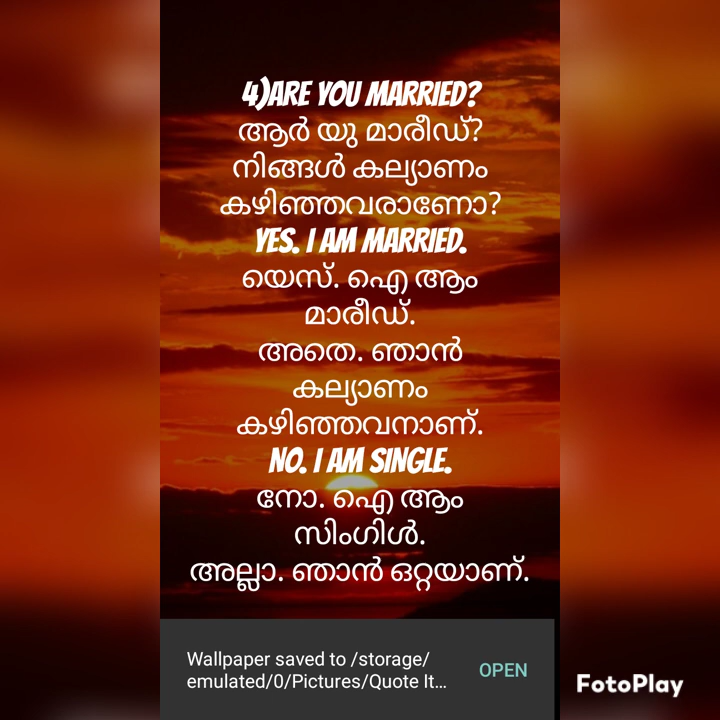 4)ARE YOU MARRIED?
ആർ യു മാരീഡ്?
നിങ്ങൾ കല്യാണം
കഴിഞ്ഞവരാണോ?
YES. I AM MARRIED.
യെസ്. ഐ ആം
മാരീഡ്.
അതെ. ഞാൻ
കല്യാണം
കഴിഞ്ഞവനാണ്.
NO. I AM SINGLE.
നോ. ഐ ആം
സിംഗിൾ.
അല്ലാ. ഞാൻ ഒറ്റയാണ്.
Wallpaper saved to /storage/
emulated/0/Pictures/Quote It...
OPEN
FotoPlay